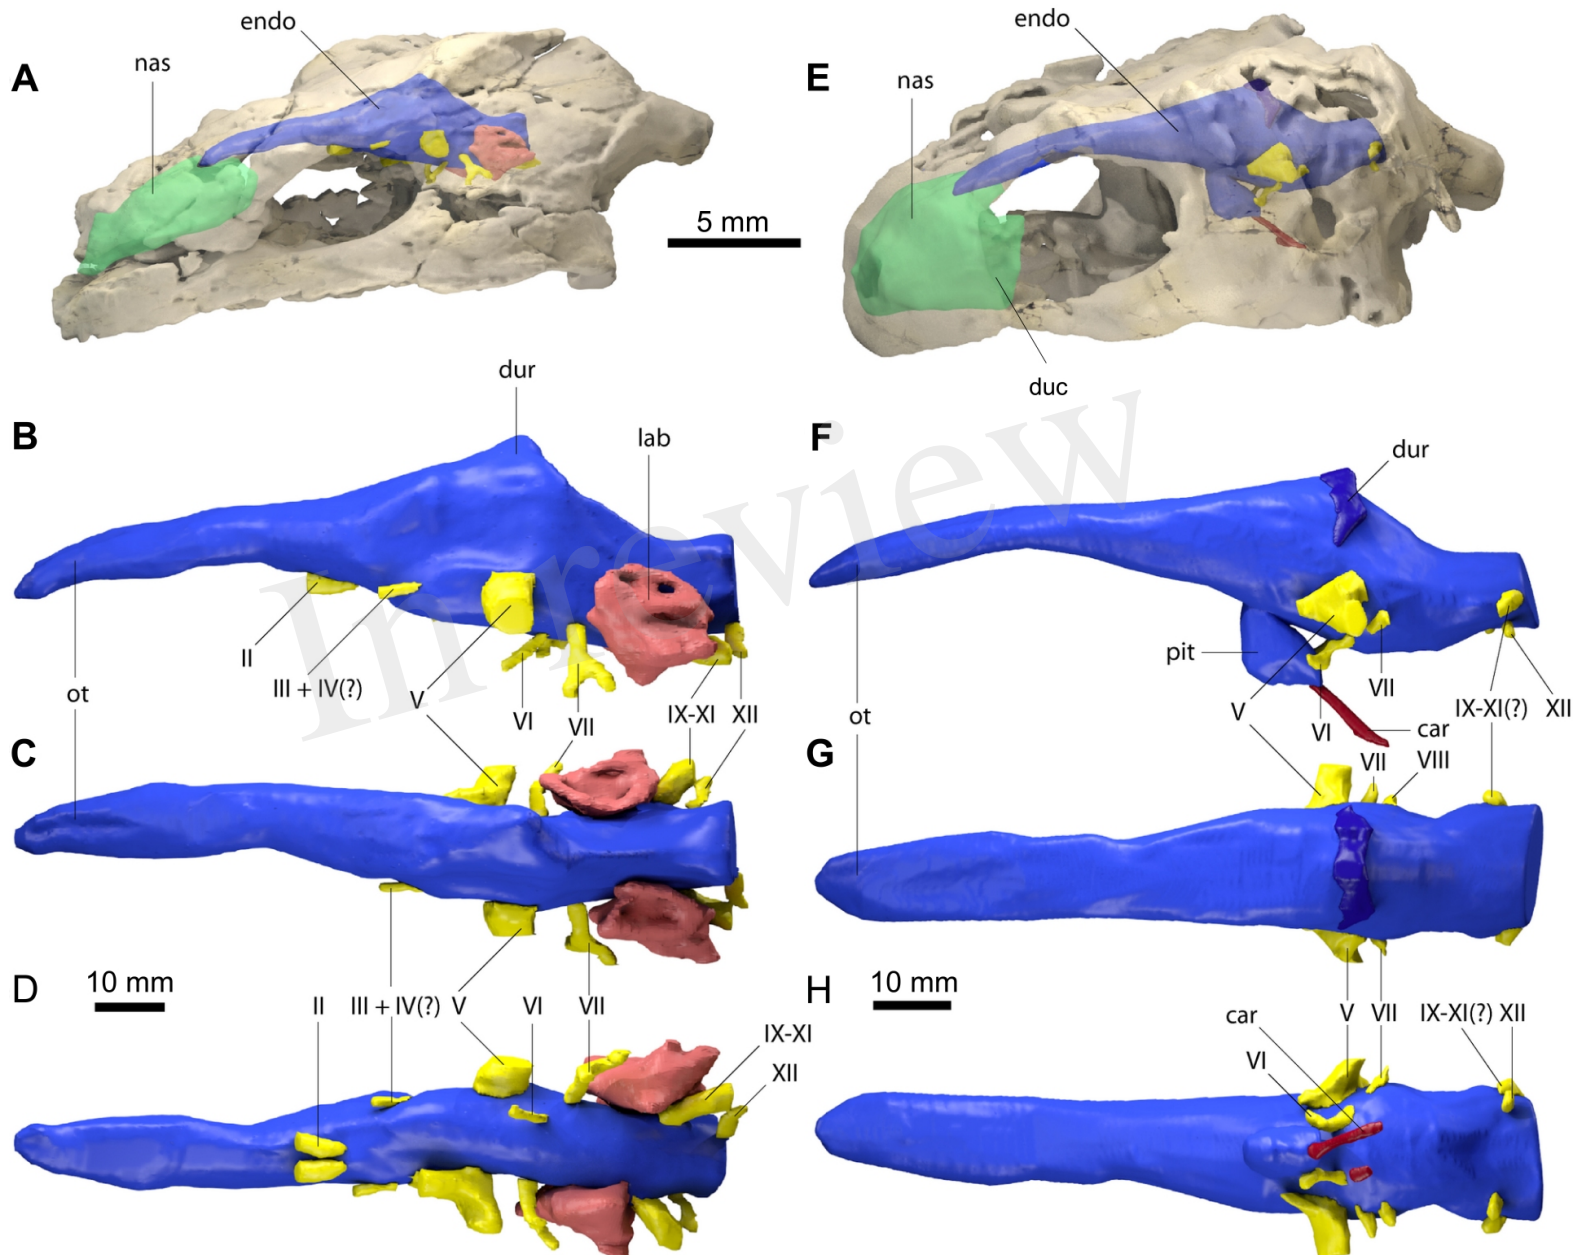 A
nas
endo
5 mm
E
nas
endo
duc
B
dur
lab
II
III + IV(?)
V
VI
VII
IX-XI
XII
ot
F
dur
pit
V
VI
VII
car
IX-XI(?)
XII
ot
C
G
VII
VIII
D
10 mm
II
III + IV(?)
V
VI
VII
IX-XI
XII
H
10 mm
car
VI
V
VII
IX-XI(?)
XII
In review